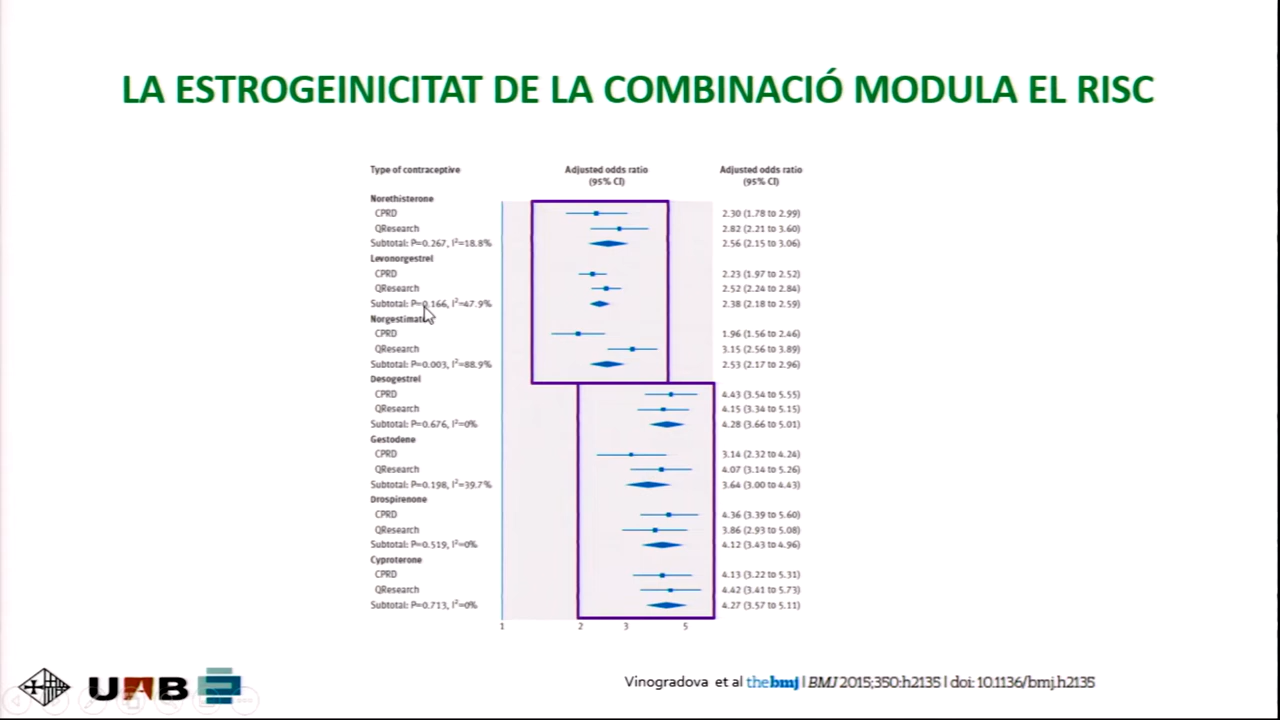 LA ESTROGEINICITAT DE LA COMBINACIÓ MODULA EL RISC
Type of contraceptive Adjusted odds ratio (95% CI) Adjusted odds ratio (95% CI)
Norethisterone
CPRD 2.30 (1.78 to 2.99)
QResearch 2.82 (2.21 to 3.60)
Subtotal: P=0.267, I²=18.8% 2.56 (2.15 to 3.06)
Levonorgestrel
CPRD 2.23 (1.97 to 2.52)
QResearch 2.52 (2.24 to 2.84)
Subtotal: P=0.166, I²=47.9% 2.38 (2.18 to 2.59)
Norgestimate
CPRD 1.96 (1.56 to 2.46)
QResearch 3.15 (2.56 to 3.89)
Subtotal: P=0.003, I²=88.9% 2.53 (2.17 to 2.96)
Desogestrel
CPRD 4.43 (3.54 to 5.55)
QResearch 4.15 (3.34 to 5.15)
Subtotal: P=0.676, I²=0% 4.28 (3.66 to 5.01)
Gestodene
CPRD 3.14 (2.32 to 4.24)
QResearch 4.07 (3.14 to 5.26)
Subtotal: P=0.198, I²=39.7% 3.64 (3.00 to 4.43)
Drospirenone
CPRD 4.36 (3.39 to 5.60)
QResearch 3.86 (2.93 to 5.08)
Subtotal: P=0.519, I²=0% 4.12 (3.43 to 4.96)
Cyproterone
CPRD 4.13 (3.22 to 5.31)
QResearch 4.42 (3.41 to 5.73)
Subtotal: P=0.713, I²=0% 4.27 (3.57 to 5.11)
1 2 3 5
UAB
Vinogradova et al thebmj | BMJ 2015;350:h2135 | doi: 10.1136/bmj.h2135